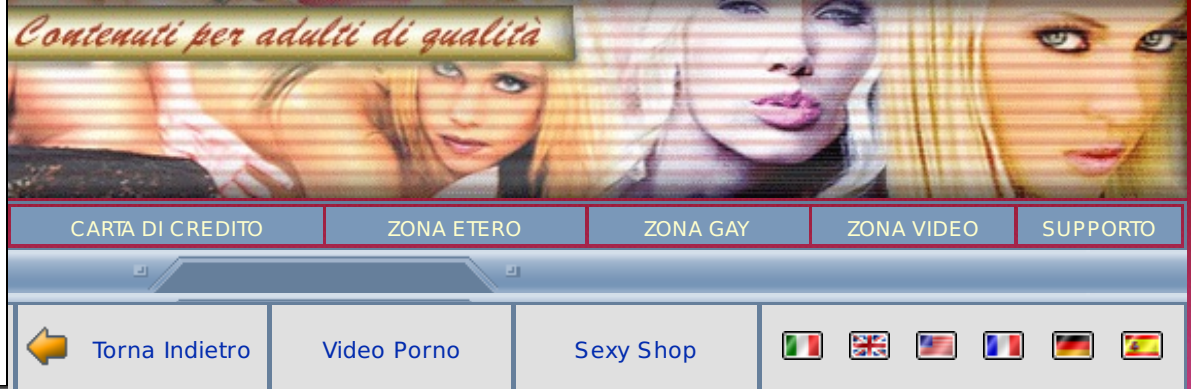 Contenuti per adulti di qualità
CARTA DI CREDITO ZONA ETERO ZONA GAY ZONA VIDEO SUPPORTO
Torna Indietro Video Porno Sexy Shop